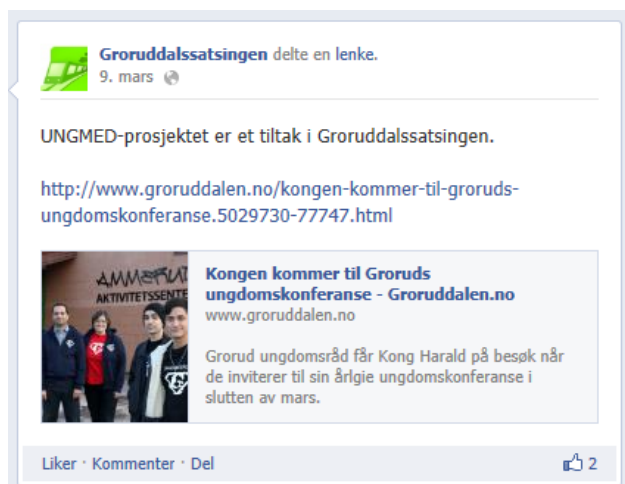 Groruddalssatsingen delte en lenke.
9. mars
UNGMED-prosjektet er et tiltak i Groruddalssatsingen.
http://www.groruddalen.no/kongen-kommer-til-groruds-
ungdomskonferanse.5029730-77747.html
AMMERUD
AKTIVITETSSENTE
Kongen kommer til Groruds
ungdomskonferanse - Groruddalen.no
www.groruddalen.no
Grorud ungdomsråd får Kong Harald på besøk når
de inviterer til sin årlgie ungdomskonferanse i
slutten av mars.
Liker · Kommenter · Del
2